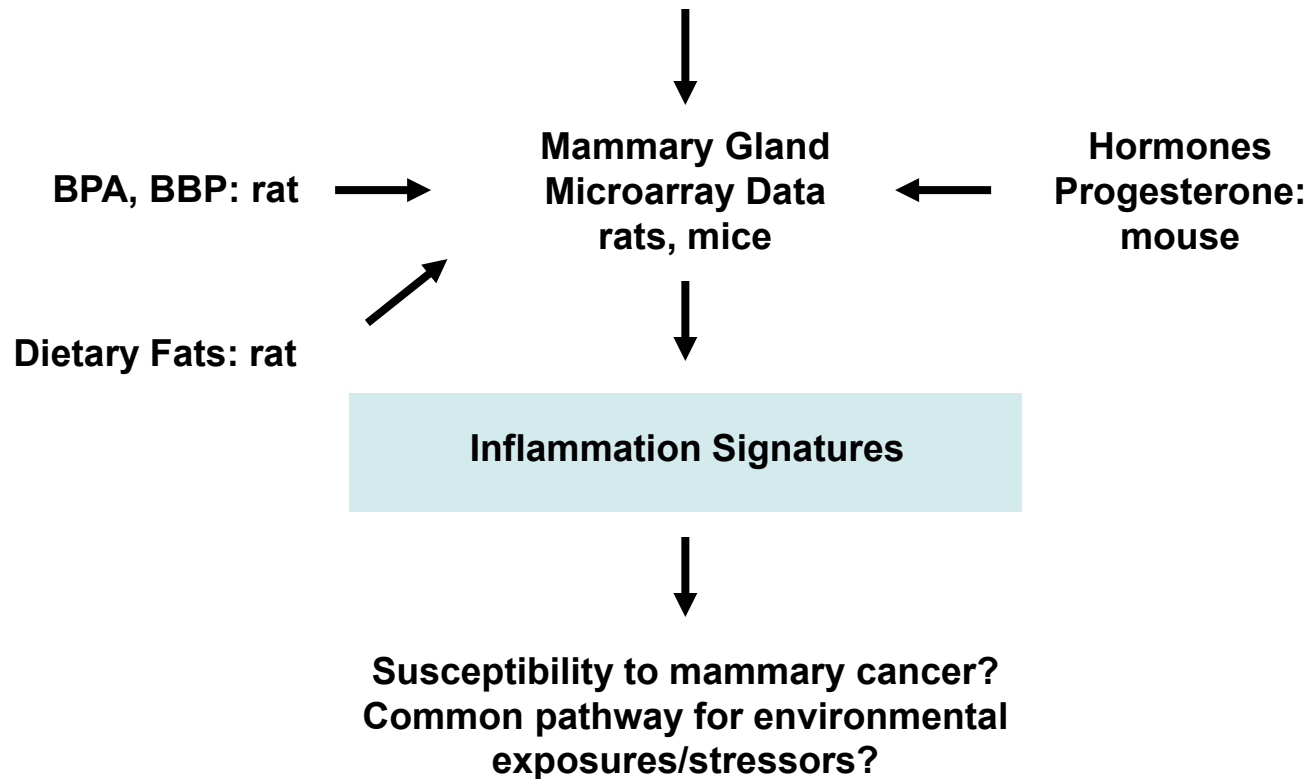 Mammary Gland
Microarray Data
rats, mice
BPA, BBP: rat
Hormones
Progesterone:
mouse
Dietary Fats: rat
Inflammation Signatures
Susceptibility to mammary cancer?
Common pathway for environmental
exposures/stressors?